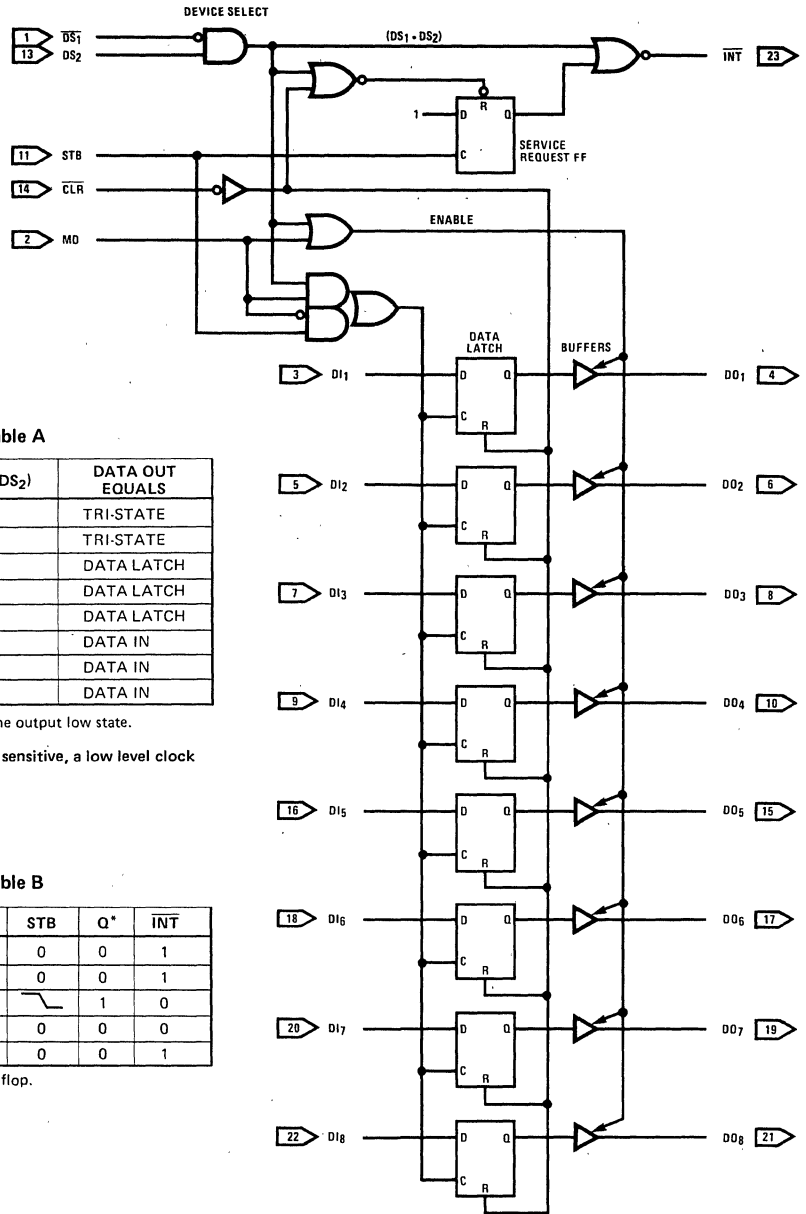 DEVICE SELECT
1 DS₁
13 DS₂
(DS₁ • DS₂)
INT 23
R
1 D Q
C
SERVICE
REQUEST FF
11 STB
14 CLR
2 MD
ENABLE
DATA
LATCH
BUFFERS
3 DI₁ D Q DO₁ 4
C
R
5 DI₂ D Q DO₂ 6
C
R
7 DI₃ D Q DO₃ 8
C
R
9 DI₄ D Q DO₄ 10
C
R
16 DI₅ D Q DO₅ 15
C
R
18 DI₆ D Q DO₆ 17
C
R
20 DI₇ D Q DO₇ 19
C
R
22 DI₈ D Q DO₈ 21
C
R
ble A
DS₂) DATA OUT
EQUALS
TRI-STATE
TRI-STATE
DATA LATCH
DATA LATCH
DATA LATCH
DATA IN
DATA IN
DATA IN
ne output low state.
sensitive, a low level clock
ble B
STB Q* INT
0 0 1
0 0 1
1 0
0 0 0
0 0 1
flop.